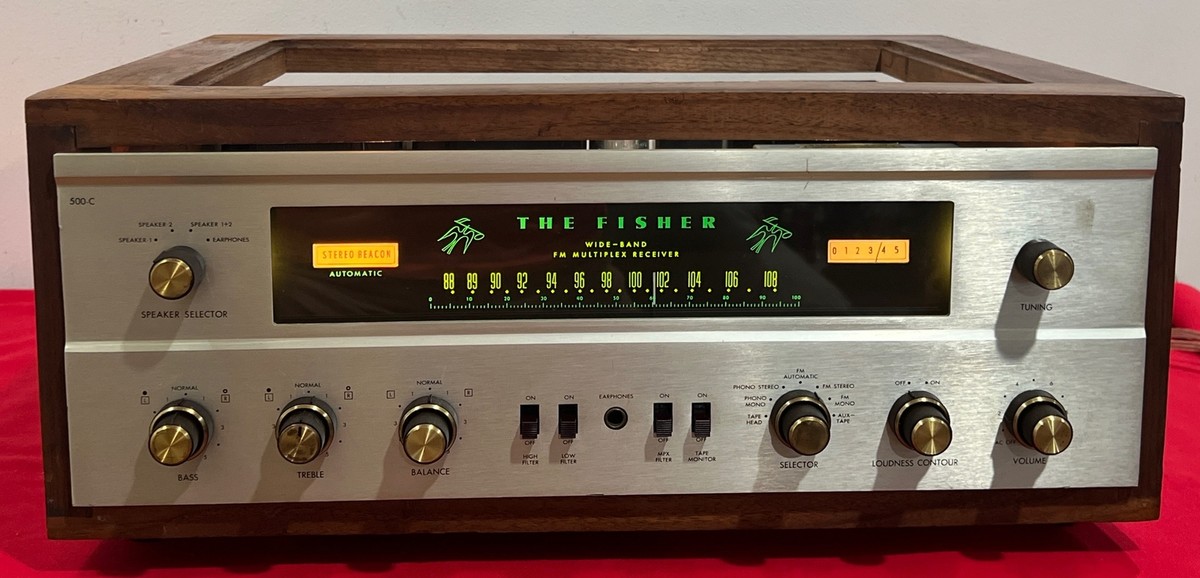 500-C
SPEAKER 2 SPEAKER 1+2
SPEAKER 1 EARPHONES
SPEAKER SELECTOR
STEREO BEACON
AUTOMATIC
THE FISHER
WIDE-BAND
FM MULTIPLEX RECEIVER
88 89 90 92 94 96 98 100 102 104 106 108
0 10 20 30 40 50 60 70 80 90 100
0 1 2 3 4 5
TUNING
NORMAL
L R
BASS
NORMAL
L R
TREBLE
NORMAL
L R
BALANCE
ON
OFF
HIGH
FILTER
ON
OFF
LOW
FILTER
EARPHONES
ON
OFF
MPX
FILTER
ON
OFF
TAPE
MONITOR
FM
AUTOMATIC
PHONO STEREO FM STEREO
PHONO
MONO
FM
MONO
TAPE
HEAD
AUX-
TAPE
SELECTOR
OFF ON
LOUDNESS CONTOUR
4 6
AC OFF
VOLUME